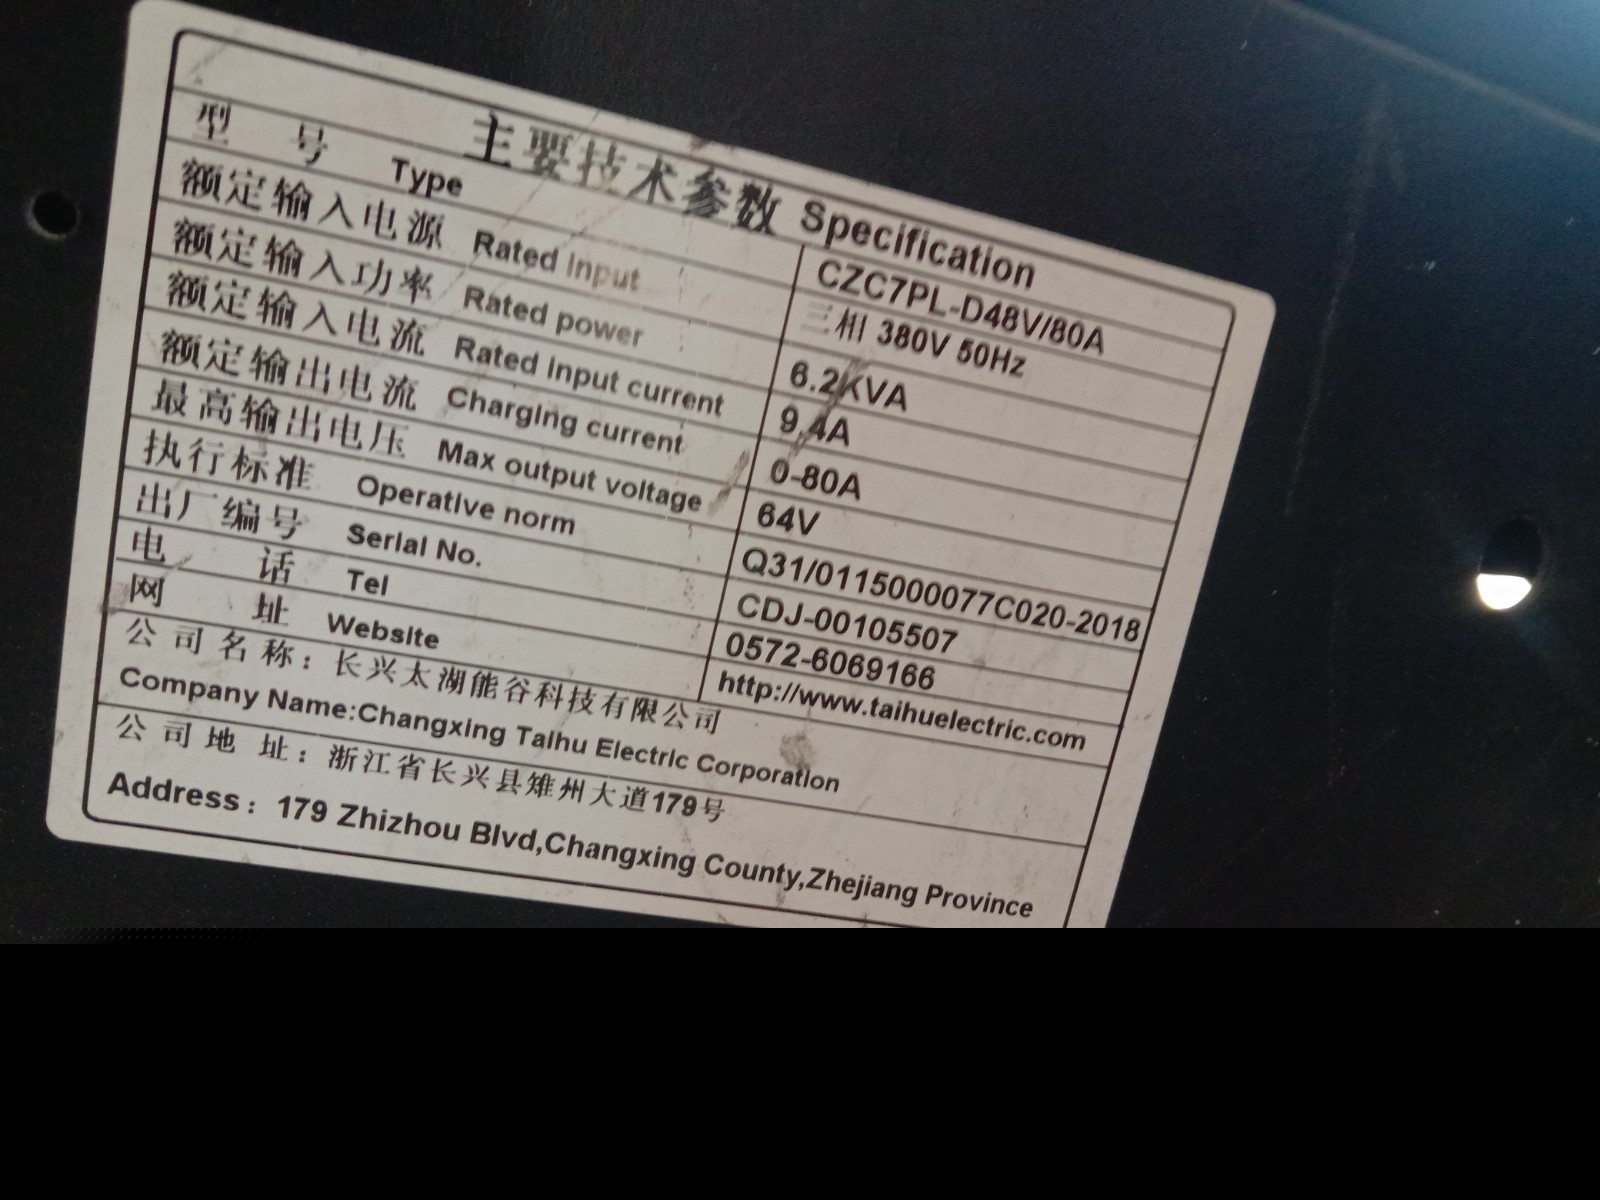 主要技术参数 Specification
型 号 Type CZC7PL-D48V/80A
额定输入电源 Rated Input 三相 380V 50Hz
额定输入功率 Rated power 6.2KVA
额定输入电流 Rated Input current 9.4A
额定输出电流 Charging current 0-80A
最高输出电压 Max output voltage 64V
执行标准 Operative norm Q31/0115000077C020-2018
出厂编号 Serial No. CDJ-00105507
电 话 Tel 0572-6069166
网 址 Website http://www.taihuelectric.com
公 司 名 称：长兴太湖能谷科技有限公司
Company Name:Changxing Taihu Electric Corporation
公 司 地 址：浙江省长兴县雉州大道179号
Address：179 Zhizhou Blvd,Changxing County,Zhejiang Province